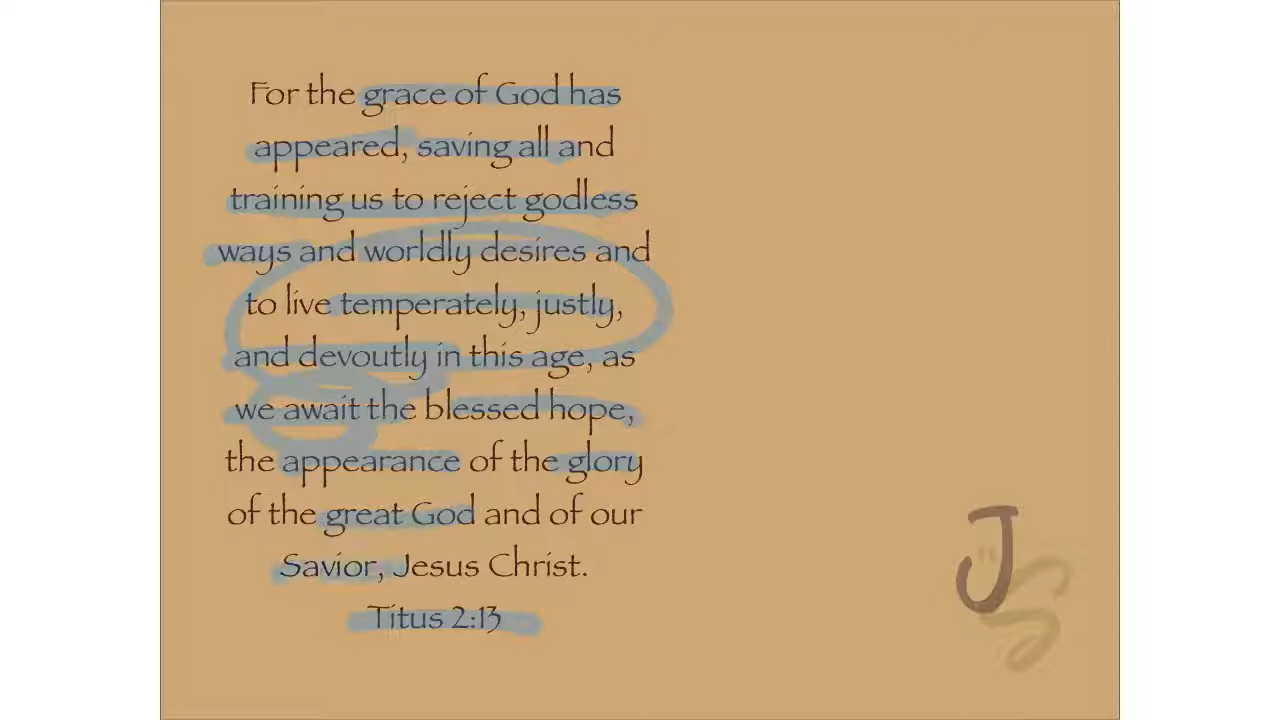 For the grace of God has
appeared, saving all and
training us to reject godless
ways and worldly desires and
to live temperately, justly,
and devoutly in this age, as
we await the blessed hope,
the appearance of the glory
of the great God and of our
Savior, Jesus Christ.
Titus 2:13
J
S